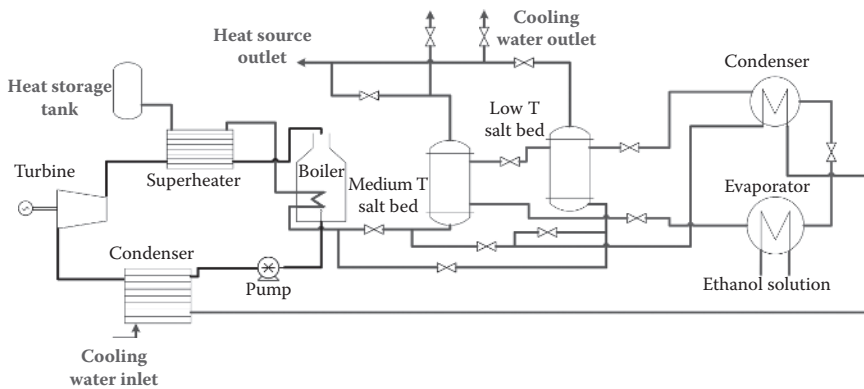 Heat source
outlet
Cooling
water outlet
Condenser
Heat storage
tank
Low T
salt bed
Turbine
Superheater
Boiler
Medium T
salt bed
Evaporator
Condenser
Pump
Ethanol solution
Cooling
water inlet